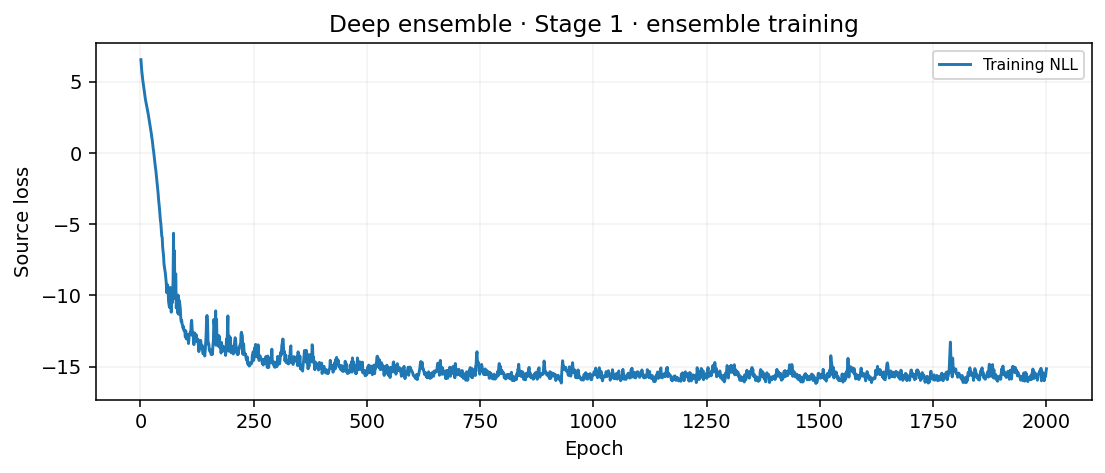 Deep ensemble · Stage 1 · ensemble training
Training NLL
Source loss
5
0
−5
−10
−15
0 250 500 750 1000 1250 1500 1750 2000
Epoch